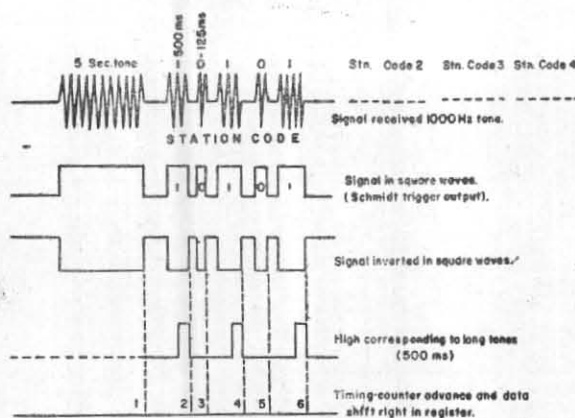 1-500ms
0-125ms
5 Sec.tone
1 0 1 0 1
Stn. Code 2 Stn. Code 3 Stn. Code 4
Signal received 1000 Hz tone.
STATION CODE
1 0 1 0 1
Signal in square waves.
(Schmidt trigger output).
Signal inverted in square waves.
High corresponding to long tones
(500 ms)
1 2 3 4 5 6
Timing-counter advance and data
shift right in register.